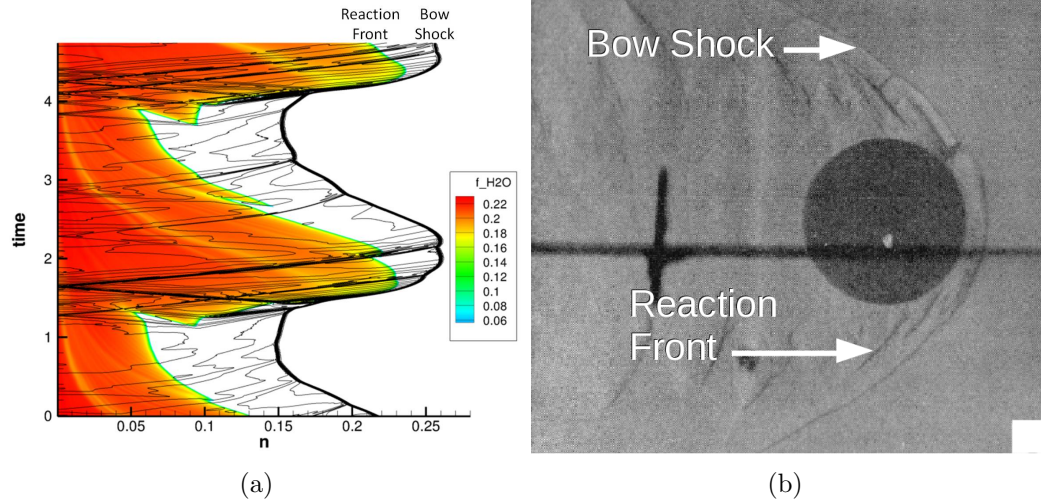 Reaction Front
Bow Shock
time
4
3
2
1
0
0.05
0.1
0.15
0.2
0.25
n
f_H2O
0.22
0.2
0.18
0.16
0.14
0.12
0.1
0.08
0.06
(a)
Bow Shock
Reaction
Front
(b)